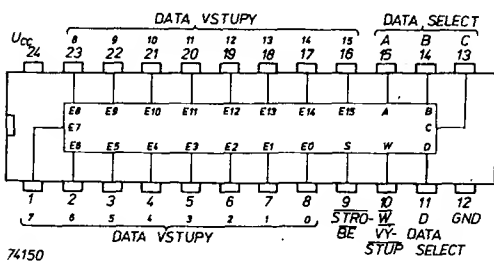 DATA VSTUPY DATA SELECT
UCC 8 9 10 11 12 13 14 15 A B C
24 23 22 21 20 19 18 17 16 15 14 13
E8 E9 E10 E11 E12 E13 E14 E15 A B
E7 C
E6 E5 E4 E3 E2 E1 E0 S W D
1 2 3 4 5 6 7 8 9 10 11 12
7 6 5 4 3 2 1 0 STRO- W D GND
BE VY- DATA
DATA VSTUPY STUP SELECT
74150